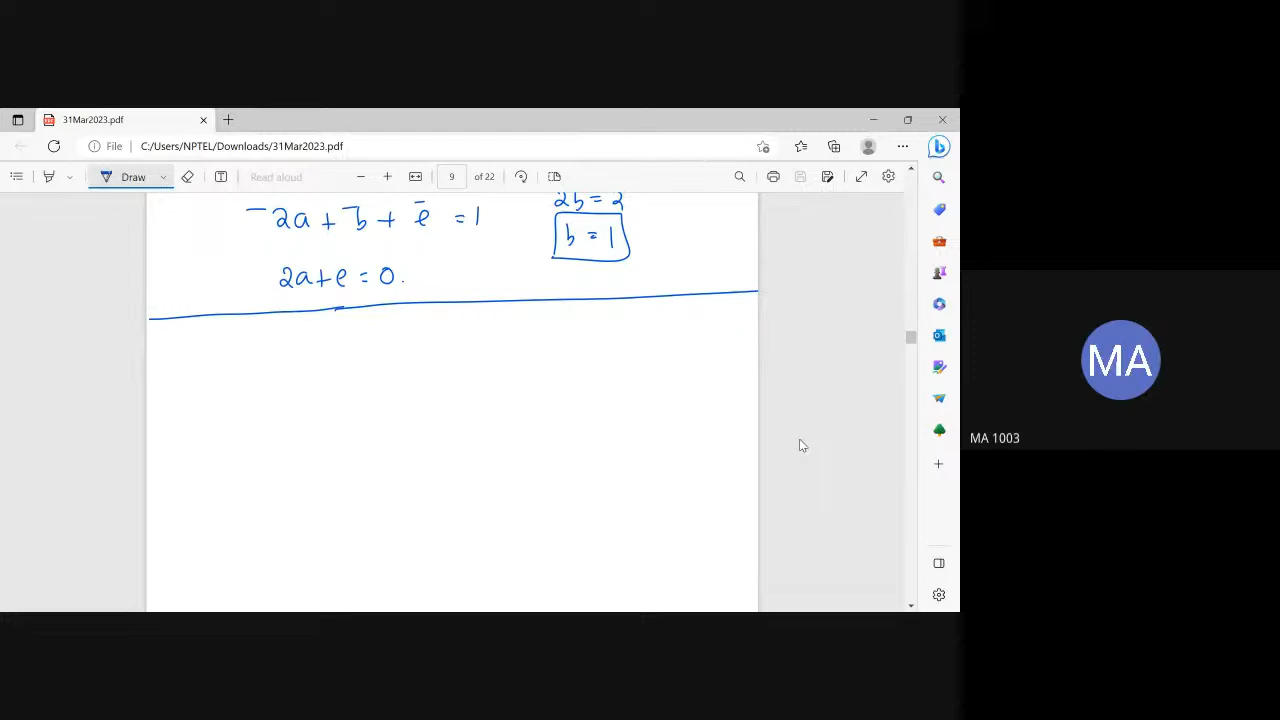 31Mar2023.pdf
File C:/Users/NPTEL/Downloads/31Mar2023.pdf
Draw Read aloud 9 of 22
2b = 2
2a + b + e = 1
b = 1
2a + e = 0.
MA
MA 1003